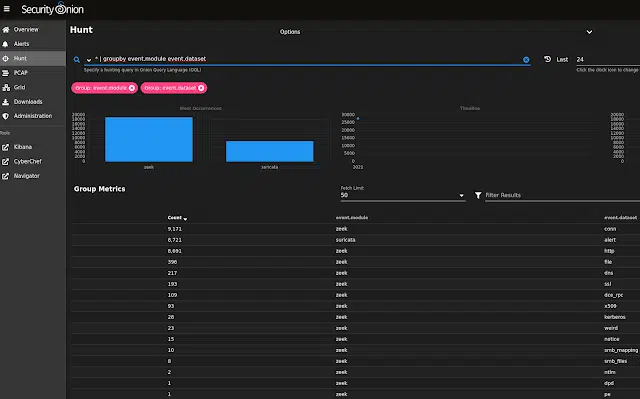 Security Onion
Overview
Alerts
Hunt
PCAP
Grid
Downloads
Administration
Tools
Kibana
CyberChef
Navigator
Hunt
Options
* | groupby event.module event.dataset
Specify a hunting query in Onion Query Language (OQL)
Last 24
Click the clock icon to change
Group: event.module
Group: event.dataset
Most Occurrences
20000
18000
16000
14000
12000
10000
8000
6000
4000
2000
0
zeek
suricata
Timeline
30000
25000
20000
15000
10000
5000
0
2021
20000
18000
16000
14000
12000
10000
8000
6000
4000
2000
0
Group Metrics
Fetch Limit
50
Filter Results
Count event.module event.dataset
9,171 zeek conn
8,721 suricata alert
8,691 zeek http
396 zeek file
217 zeek dns
193 zeek ssl
109 zeek dce_rpc
93 zeek x509
28 zeek kerberos
23 zeek weird
15 zeek notice
10 zeek smb_mapping
8 zeek smb_files
2 zeek ntlm
1 zeek dpd
1 zeek pe